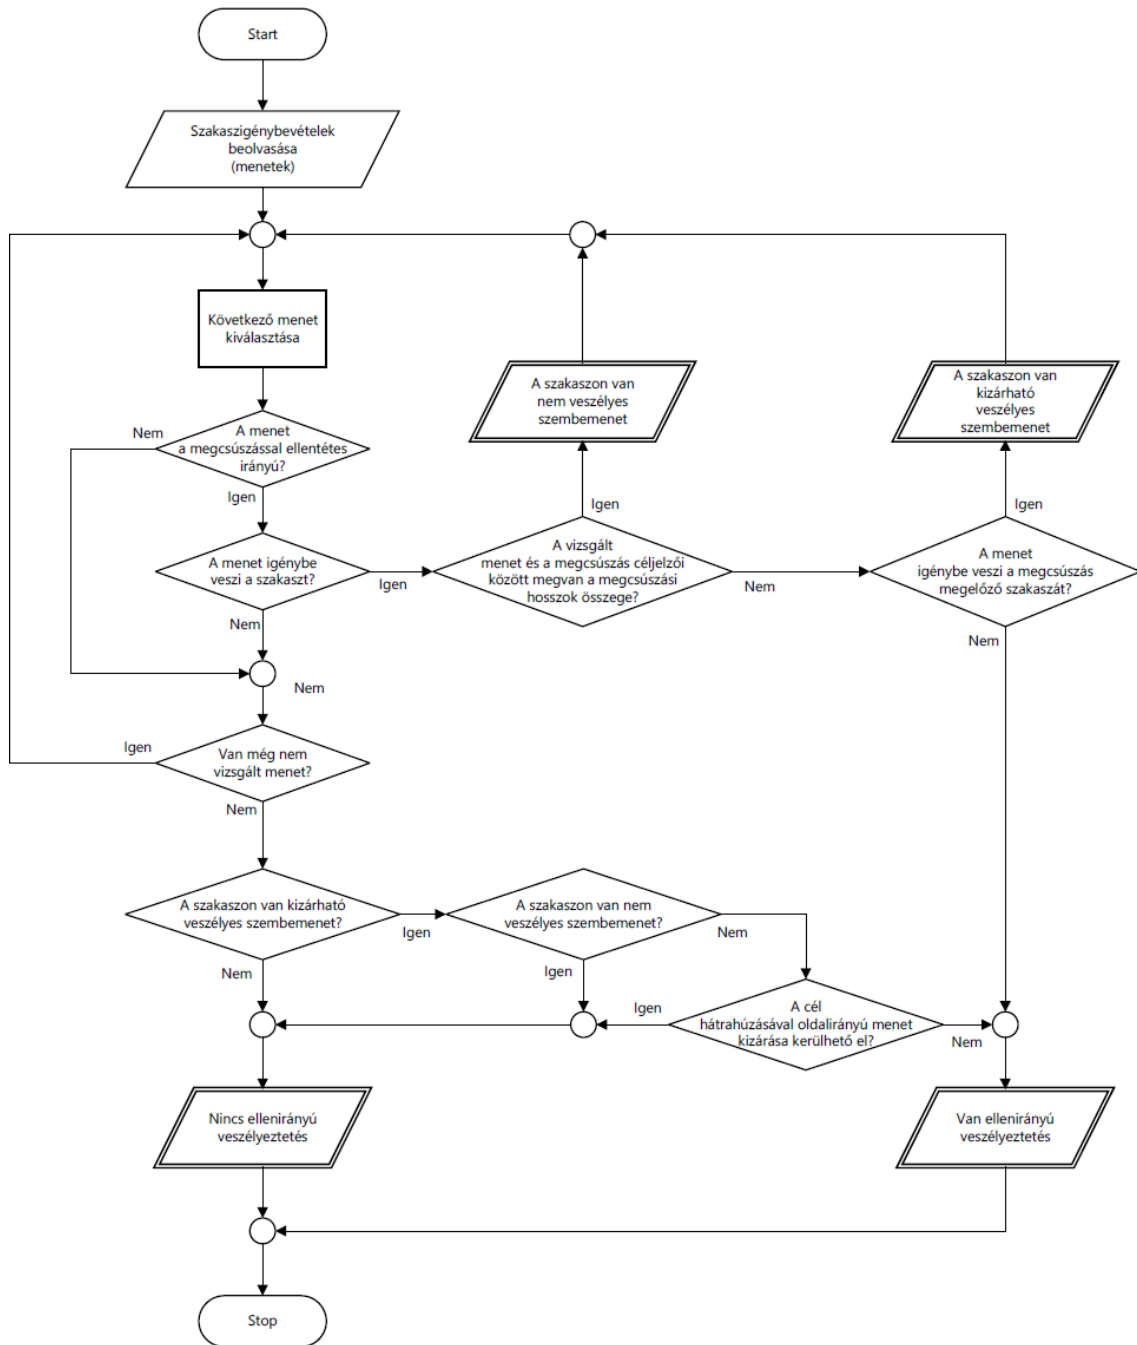 Start
Szakaszigénybevételek
beolvasása
(menetek)
Következő menet
kiválasztása
A szakaszon van
nem veszélyes
szembemenet
A szakaszon van
kizárható
veszélyes
szembemenet
Nem
A menet
a megcsúszással ellentétes
irányú?
Igen
A menet igénybe
veszi a szakaszt?
Igen
Nem
Igen
A vizsgált
menet és a megcsúszás céljelzői
között megvan a megcsúszási
hosszok összege?
Nem
Igen
A menet
igénybe veszi a megcsúszás
megelőző szakaszát?
Nem
Nem
Igen
Van még nem
vizsgált menet?
Nem
A szakaszon van kizárható
veszélyes szembemenet?
Igen
Nem
A szakaszon van nem
veszélyes szembemenet?
Nem
Igen
Igen
A cél
hátrahúzásával oldalirányú menet
kizárása kerülhető el?
Nem
Nincs ellenirányú
veszélyeztetés
Van ellenirányú
veszélyeztetés
Stop